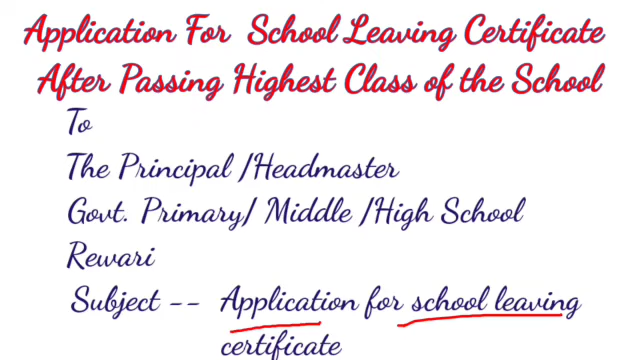 Application For School Leaving Certificate
After Passing Highest Class of the School
To
The Principal /Headmaster
Govt. Primary/ Middle /High School
Rewari
Subject -- Application for school leaving
certificate